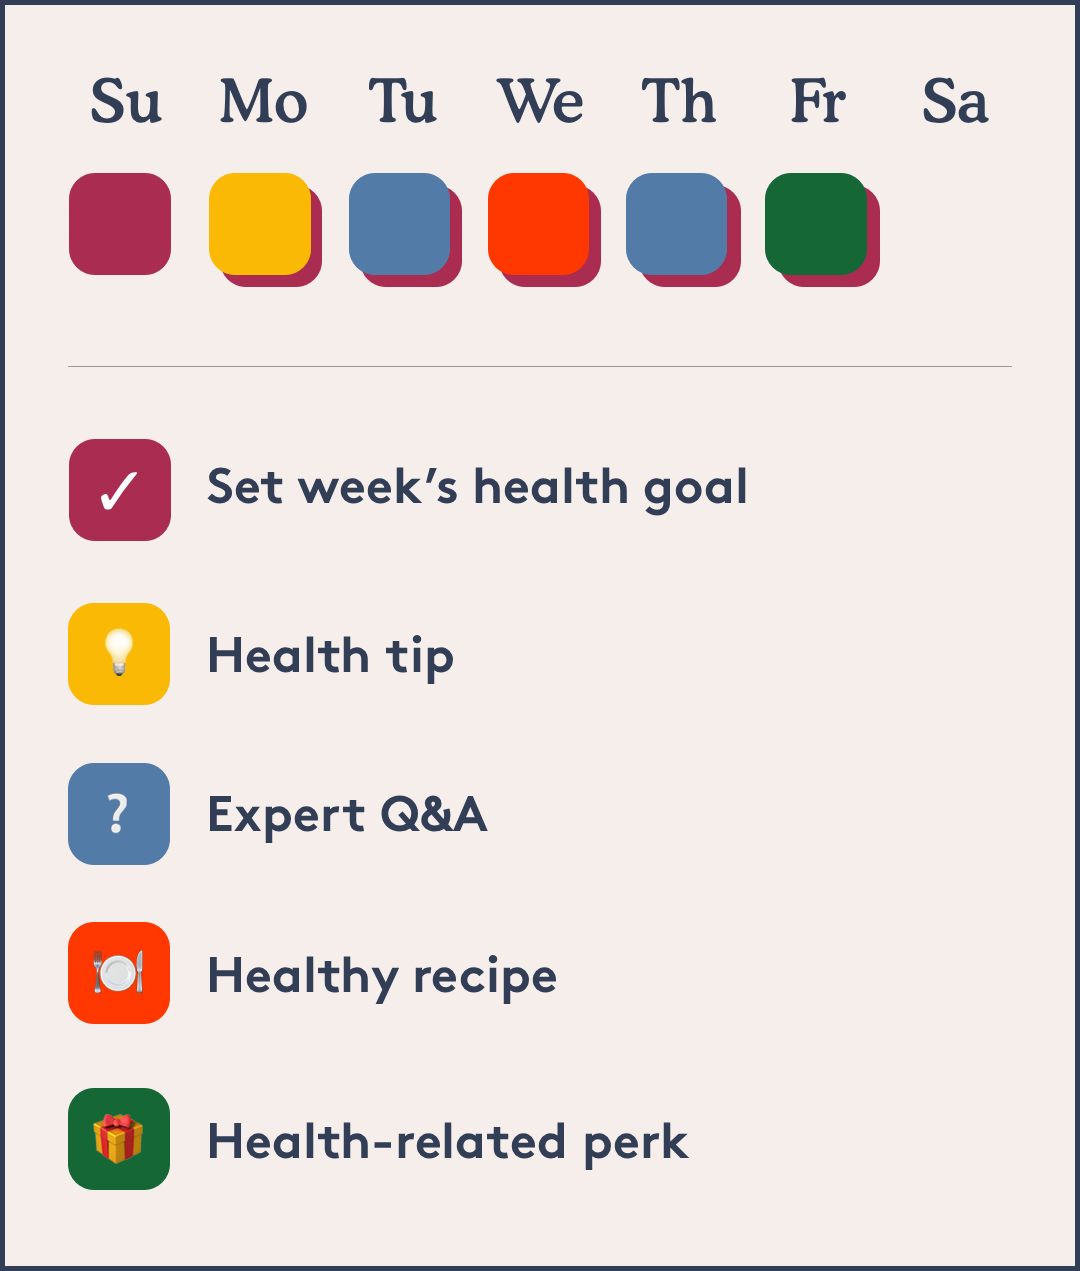 Su Mo Tu We Th Fr Sa
✓ Set week’s health goal
Health tip
? Expert Q&A
Healthy recipe
Health-related perk